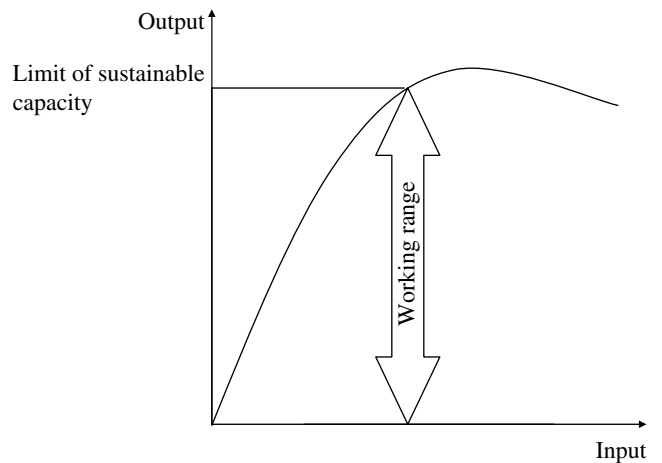 Output
Limit of sustainable
capacity
Working range
Input